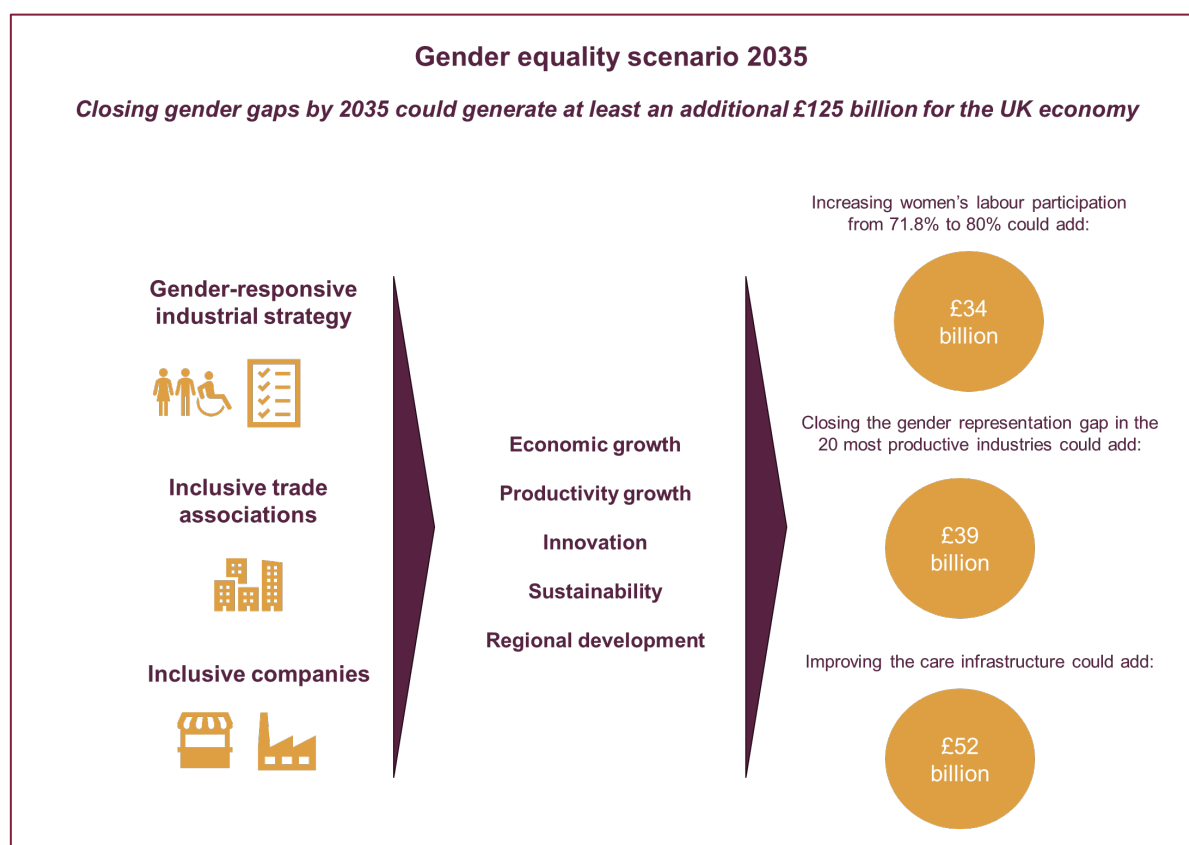 Gender equality scenario 2035
Closing gender gaps by 2035 could generate at least an additional £125 billion for the UK economy
Gender-responsive
industrial strategy
Inclusive trade
associations
Inclusive companies
Economic growth
Productivity growth
Innovation
Sustainability
Regional development
Increasing women’s labour participation
from 71.8% to 80% could add:
£34
billion
Closing the gender representation gap in the
20 most productive industries could add:
£39
billion
Improving the care infrastructure could add:
£52
billion